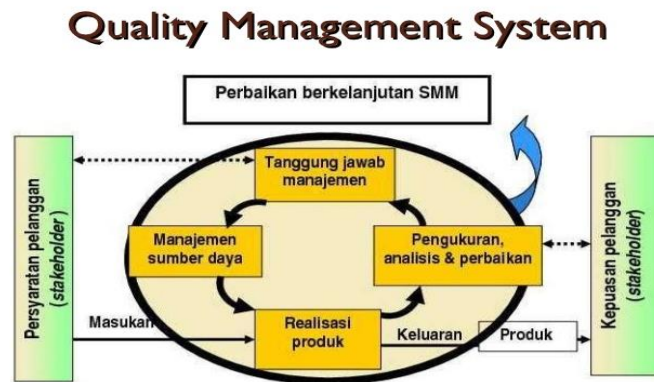 Quality Management System
Perbaikan berkelanjutan SMM
Persyaratan pelanggan
(stakeholder)
Tanggung jawab
manajemen
Manajemen
sumber daya
Pengukuran,
analisis & perbaikan
Kepuasan pelanggan
(stakeholder)
Masukan
Realisasi
produk
Keluaran
Produk